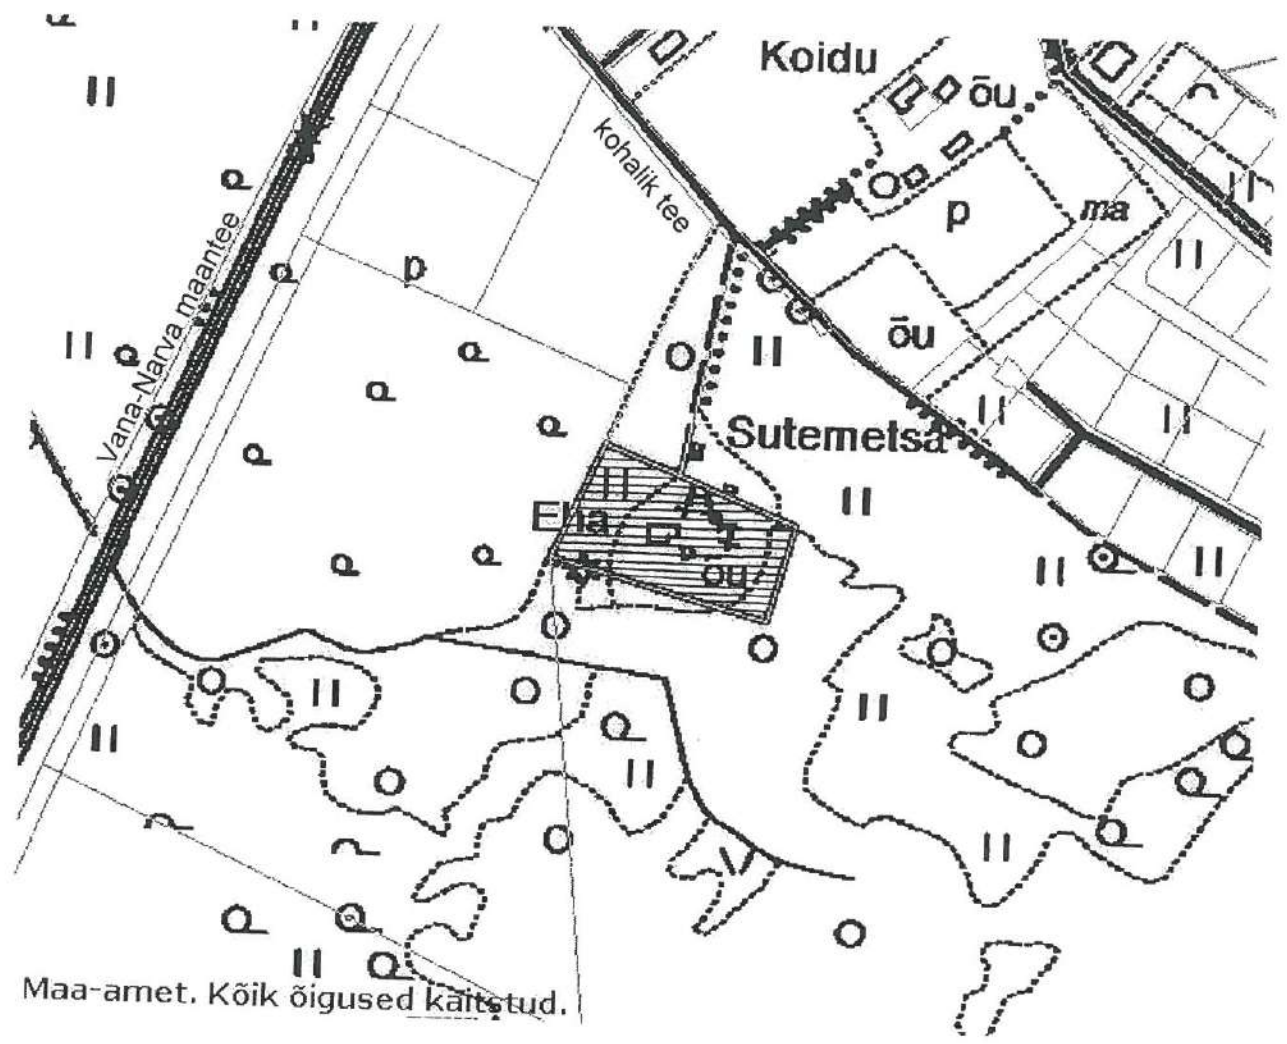 Koidu
õu
kohalik tee
p
ma
Vana-Narva maantee
p
õu
Sutemetsa
Eha
õu
Maa-amet. Kõik õigused kaitstud.